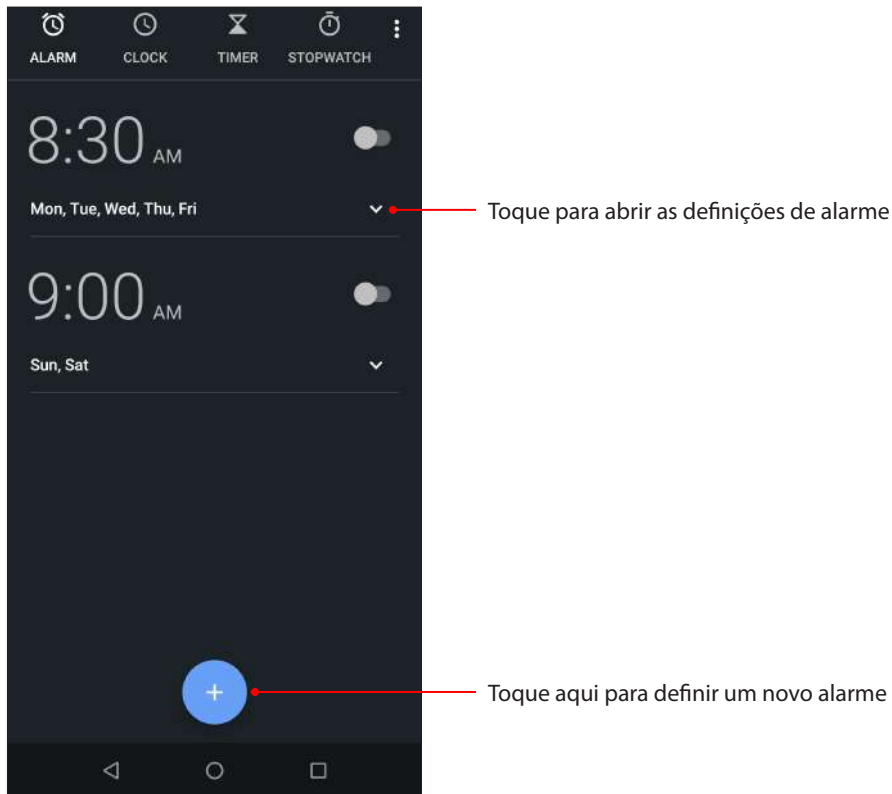 ALARM CLOCK TIMER STOPWATCH
8:30 AM
Mon, Tue, Wed, Thu, Fri
Toque para abrir as definições de alarme
9:00 AM
Sun, Sat
+
Toque aqui para definir um novo alarme